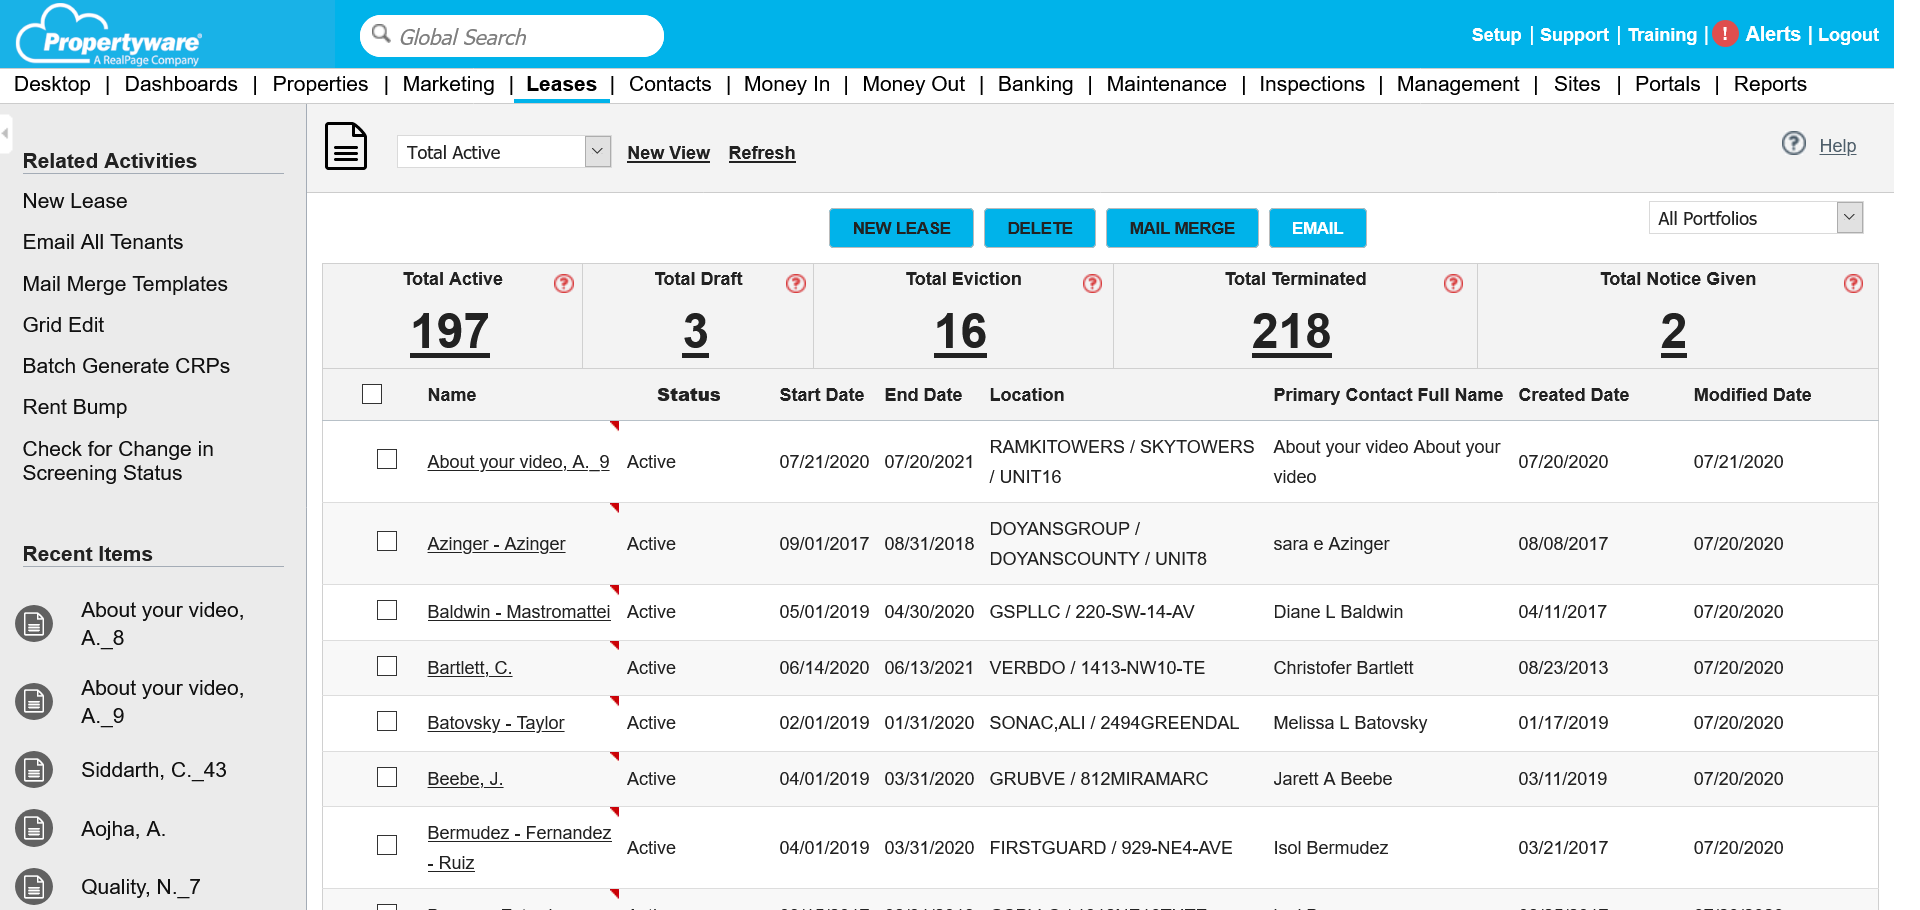 Propertyware
A RealPage Company
Global Search
Setup | Support | Training | ! Alerts | Logout
Desktop | Dashboards | Properties | Marketing | Leases | Contacts | Money In | Money Out | Banking | Maintenance | Inspections | Management | Sites | Portals | Reports
Related Activities
New Lease
Email All Tenants
Mail Merge Templates
Grid Edit
Batch Generate CRPs
Rent Bump
Check for Change in
Screening Status
Recent Items
About your video,
A._8
About your video,
A._9
Siddarth, C._43
Aojha, A.
Quality, N._7
Total Active
New View
Refresh
? Help
NEW LEASE
DELETE
MAIL MERGE
EMAIL
All Portfolios
Total Active ? Total Draft ? Total Eviction ? Total Terminated ? Total Notice Given ?
197 3 16 218 2
Name Status Start Date End Date Location Primary Contact Full Name Created Date Modified Date
About your video, A._9 Active 07/21/2020 07/20/2021 RAMKITOWERS / SKYTOWERS About your video About your 07/20/2020 07/21/2020
/ UNIT16 video
Azinger - Azinger Active 09/01/2017 08/31/2018 DOYANSGROUP / sara e Azinger 08/08/2017 07/20/2020
DOYANSCOUNTY / UNIT8
Baldwin - Mastromattei Active 05/01/2019 04/30/2020 GSPLLC / 220-SW-14-AV Diane L Baldwin 04/11/2017 07/20/2020
Bartlett, C. Active 06/14/2020 06/13/2021 VERBDO / 1413-NW10-TE Christofer Bartlett 08/23/2013 07/20/2020
Batovsky - Taylor Active 02/01/2019 01/31/2020 SONAC,ALI / 2494GREENDAL Melissa L Batovsky 01/17/2019 07/20/2020
Beebe, J. Active 04/01/2019 03/31/2020 GRUBVE / 812MIRAMARC Jarett A Beebe 03/11/2019 07/20/2020
Bermudez - Fernandez Active 04/01/2019 03/31/2020 FIRSTGUARD / 929-NE4-AVE Isol Bermudez 03/21/2017 07/20/2020
- Ruiz